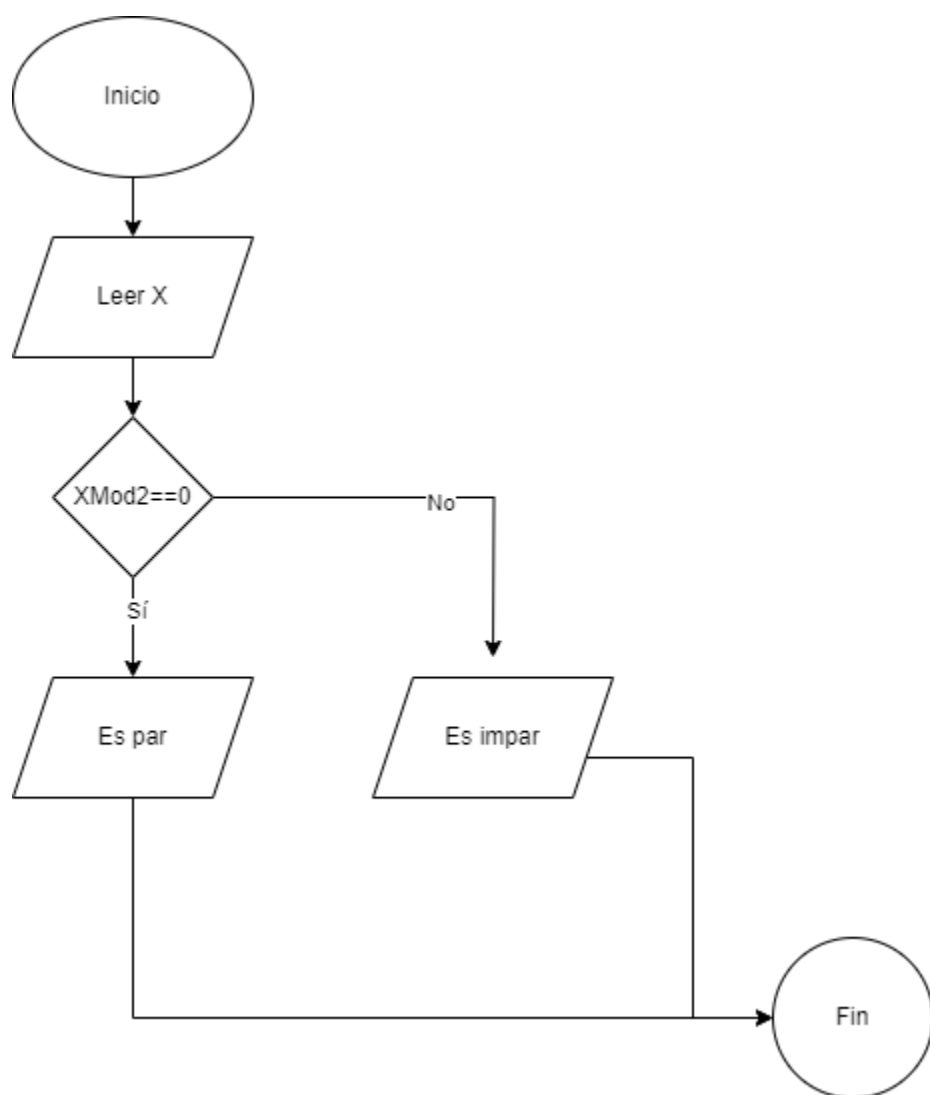 Inicio
Leer X
XMod2==0
No
Sí
Es par
Es impar
Fin